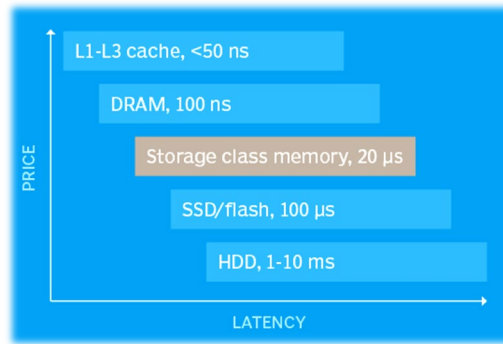 L1-L3 cache, <50 ns
DRAM, 100 ns
Storage class memory, 20 µs
SSD/flash, 100 µs
HDD, 1-10 ms
PRICE
LATENCY